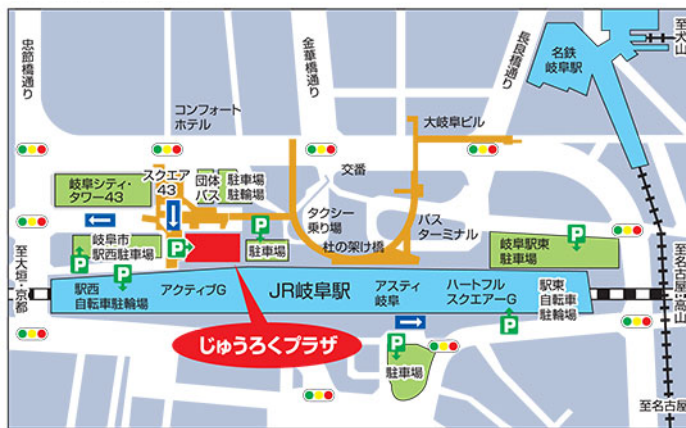 忠節橋通り
金華橋通り
長良橋通り
至犬山
名鉄
岐阜駅
コンフォート
ホテル
大岐阜ビル
交番
岐阜シティ・
タワー43
スクエア
43
団体
バス
駐車場
駐輪場
タクシー
乗り場
バス
ターミナル
杜の架け橋
岐阜市
駅西駐車場
P
P
P
駐車場
岐阜駅東
駐車場
P
至大垣・京都
P
駅西
自転車駐輪場
アクティブG
JR岐阜駅
アスティ
岐阜
ハートフル
スクエアーG
P
駅東
自転車
駐輪場
至名古屋・高山
じゅうろくプラザ
P
駐車場
至名古屋